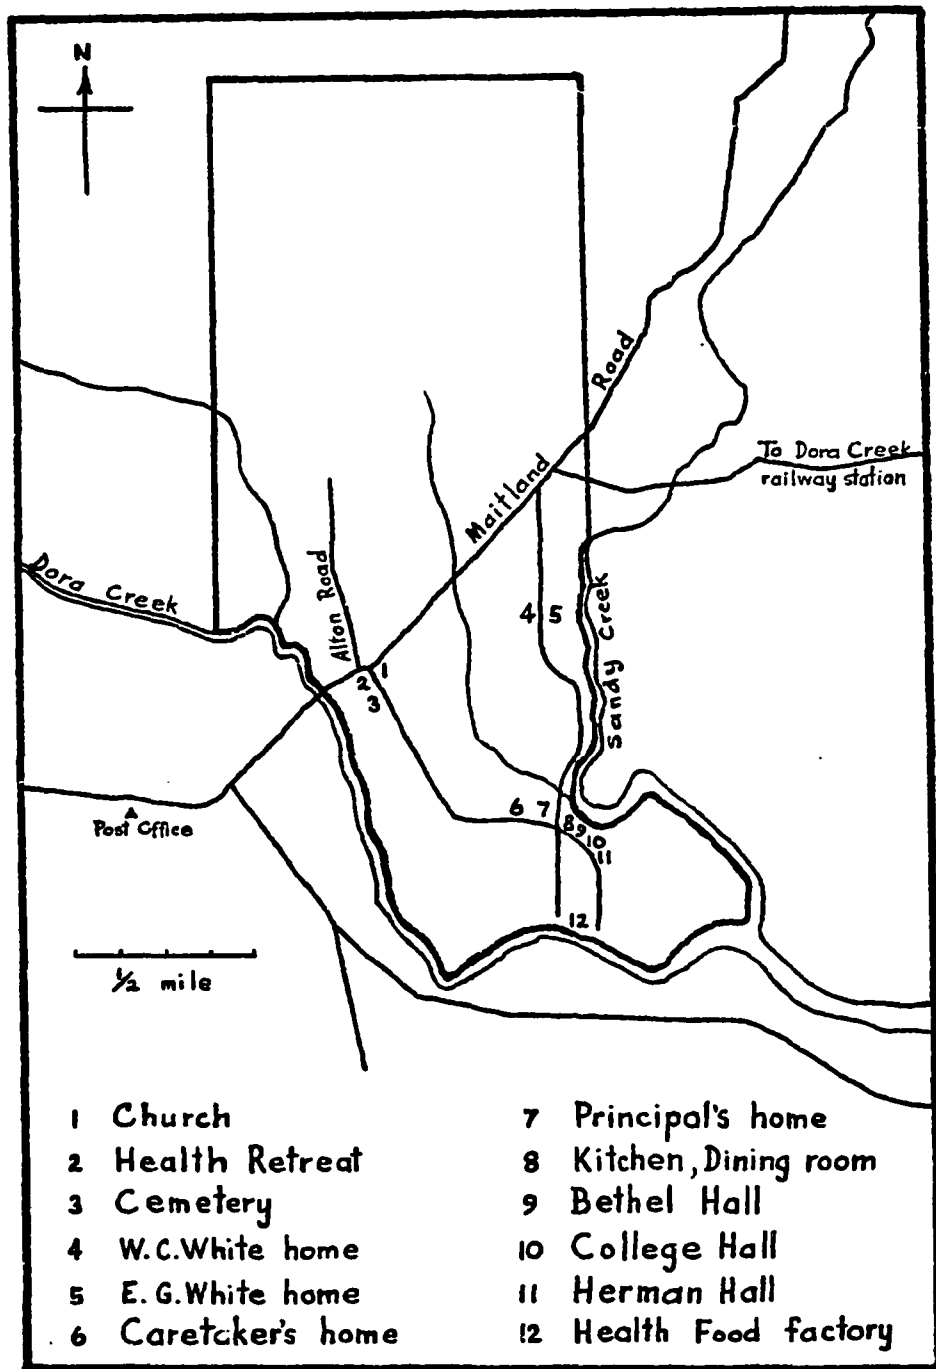 N
Road
To Dora Creek
railway station
Maitland
Dora Creek
Alton Road
4 5
Sandy Creek
1
2
3
6 7
8
9
10
11
Post Office
12
1/2 mile
1 Church
2 Health Retreat
3 Cemetery
4 W.C.White home
5 E.G.White home
6 Caretaker's home
7 Principal's home
8 Kitchen, Dining room
9 Bethel Hall
10 College Hall
11 Herman Hall
12 Health Food factory